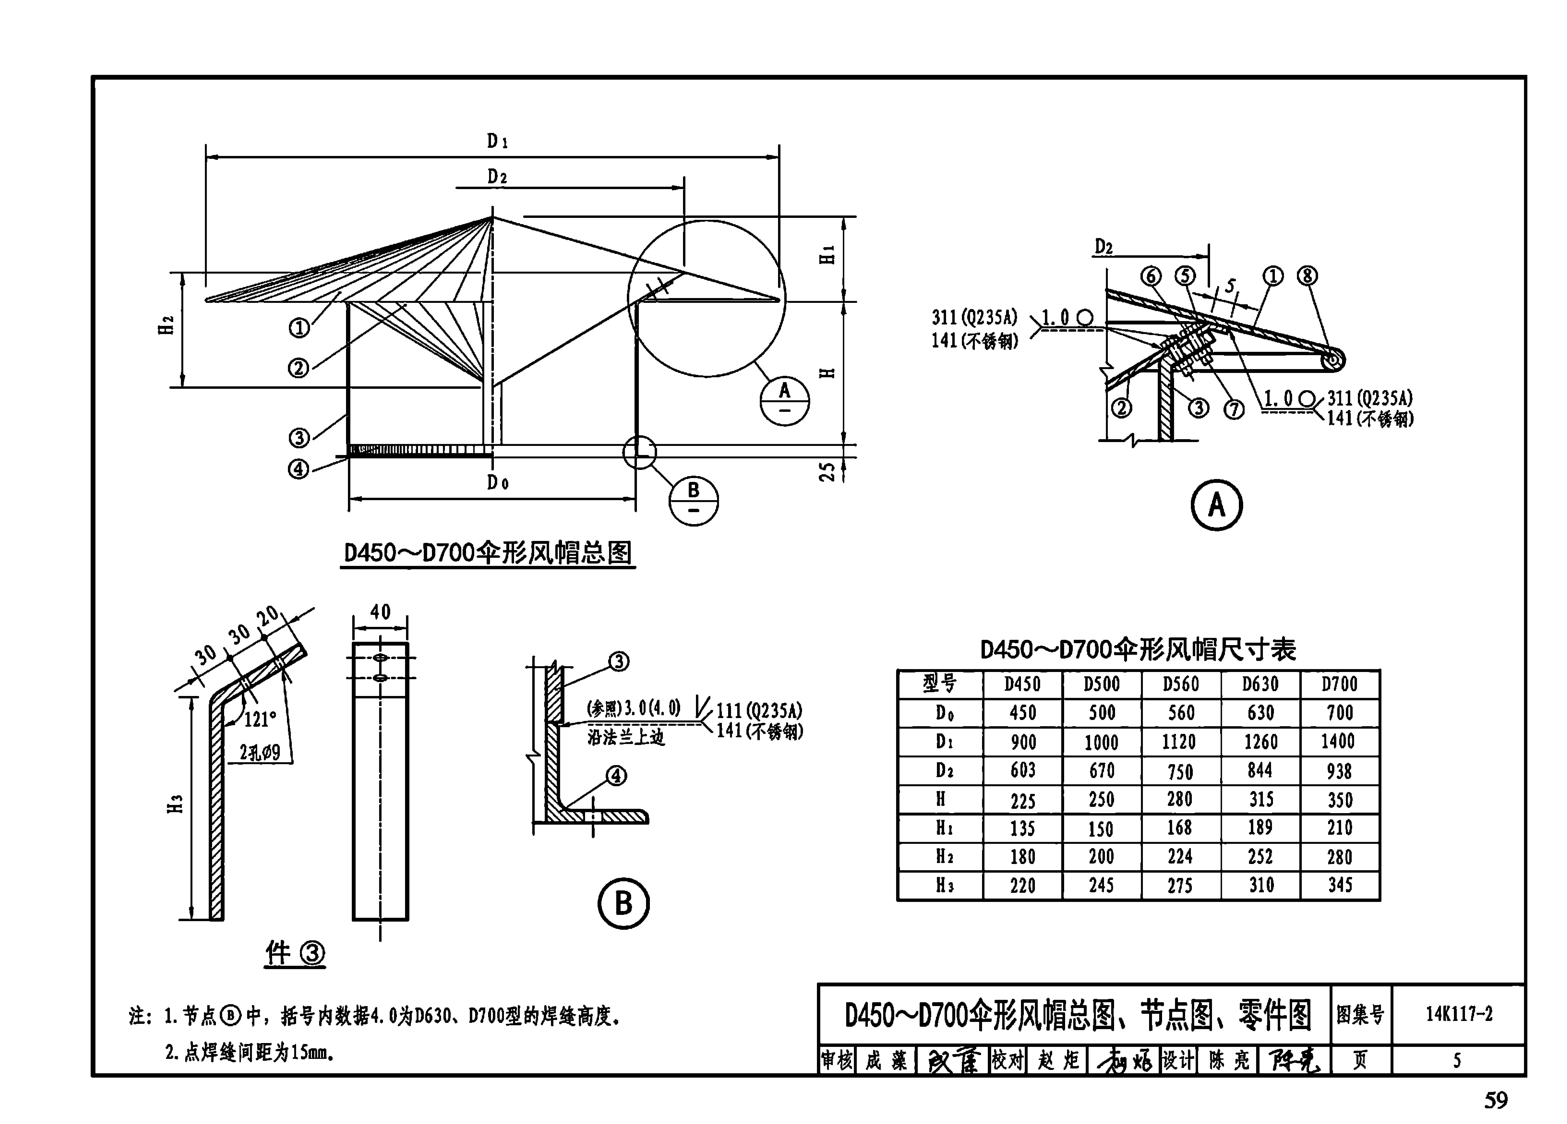 D1
D2
H1
H2
H
25
D0
①
②
③
④
A
B
D450～D700伞形风帽总图
D2
⑥ ⑤ 5 ① ⑧
311(Q235A) 1.0
141(不锈钢)
② ③ ⑦
1.0 311(Q235A)
141(不锈钢)
A
30 30 20
40
121°
2孔Ø9
H3
件 ③
③
(参照)3.0(4.0) 111(Q235A)
沿法兰上边 141(不锈钢)
④
B
D450～D700伞形风帽尺寸表
型号 D450 D500 D560 D630 D700
D0 450 500 560 630 700
D1 900 1000 1120 1260 1400
D2 603 670 750 844 938
H 225 250 280 315 350
H1 135 150 168 189 210
H2 180 200 224 252 280
H3 220 245 275 310 345
注：1.节点Ⓑ中，括号内数据4.0为D630、D700型的焊缝高度。
2.点焊缝间距为15mm。
D450～D700伞形风帽总图、节点图、零件图 图集号 14K117-2
审核 成藻 校对 赵炬 设计 陈亮 陈亮 页 5
59